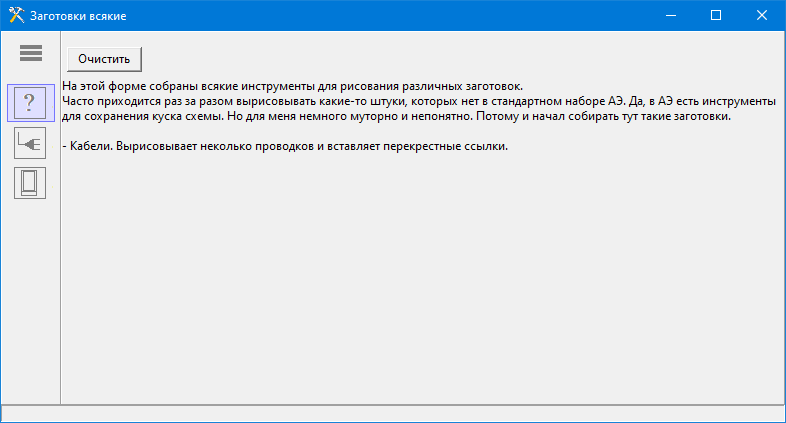 Заготовки всякие
Очистить
?
На этой форме собраны всякие инструменты для рисования различных заготовок.
Часто приходится раз за разом вырисовывать какие-то штуки, которых нет в стандартном наборе АЭ. Да, в АЭ есть инструменты
для сохранения куска схемы. Но для меня немного муторно и непонятно. Потому и начал собирать тут такие заготовки.
- Кабели. Вырисовывает неколько проводков и вставляет перекрестные ссылки.